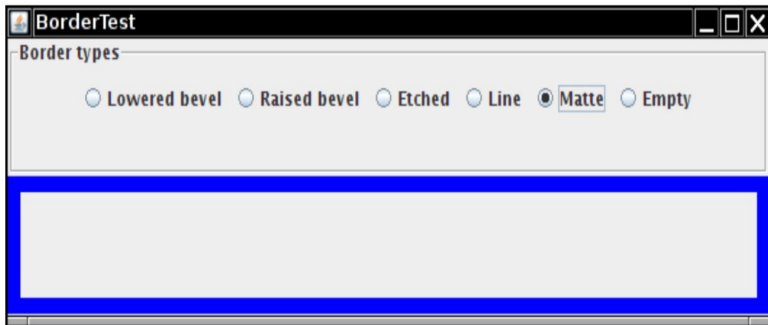 BorderTest
Border types
Lowered bevel Raised bevel Etched Line Matte Empty